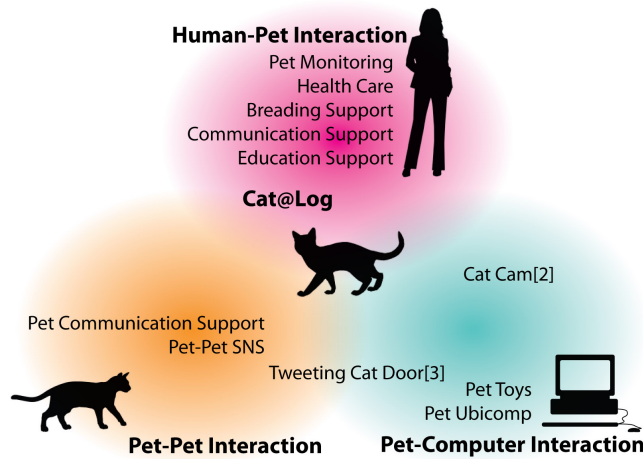 Human-Pet Interaction
Pet Monitoring
Health Care
Breading Support
Communication Support
Education Support
Cat@Log
Cat Cam[2]
Pet Communication Support
Pet-Pet SNS
Tweeting Cat Door[3]
Pet Toys
Pet Ubicomp
Pet-Pet Interaction
Pet-Computer Interaction